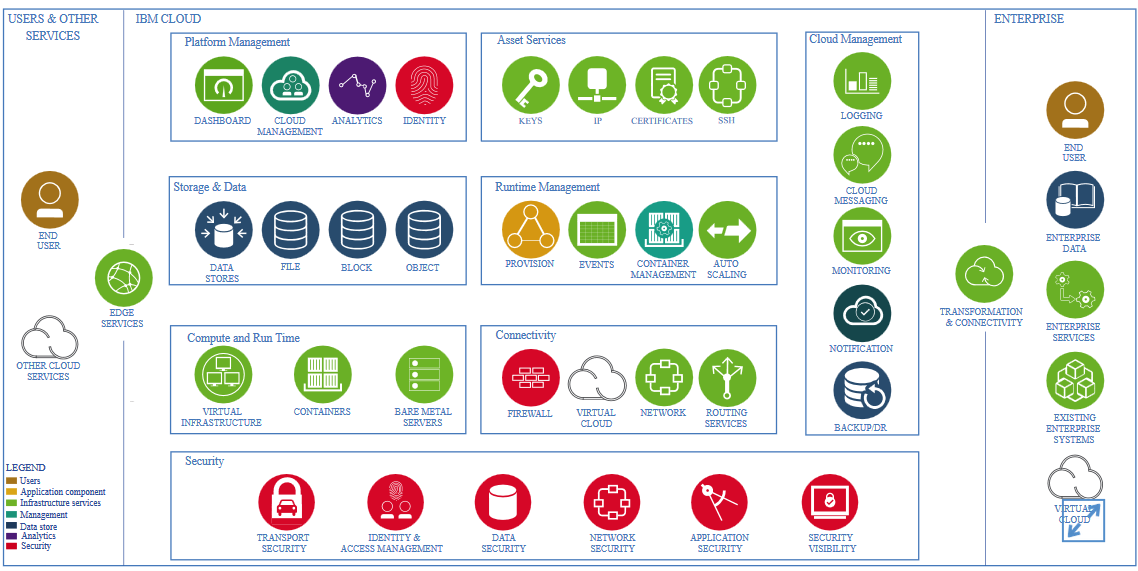 USERS & OTHER
SERVICES
IBM CLOUD
ENTERPRISE
Platform Management
DASHBOARD
CLOUD
MANAGEMENT
ANALYTICS
IDENTITY
Asset Services
KEYS
IP
CERTIFICATES
SSH
Cloud Management
LOGGING
CLOUD
MESSAGING
MONITORING
NOTIFICATION
BACKUP/DR
Storage & Data
DATA
STORES
FILE
BLOCK
OBJECT
Runtime Management
PROVISION
EVENTS
CONTAINER
MANAGEMENT
AUTO
SCALING
END
USER
EDGE
SERVICES
OTHER CLOUD
SERVICES
Compute and Run Time
VIRTUAL
INFRASTRUCTURE
CONTAINERS
BARE METAL
SERVERS
Connectivity
FIREWALL
VIRTUAL
CLOUD
NETWORK
ROUTING
SERVICES
TRANSFORMATION
& CONNECTIVITY
END
USER
ENTERPRISE
DATA
ENTERPRISE
SERVICES
EXISTING
ENTERPRISE
SYSTEMS
VIRTUAL
CLOUD
Security
TRANSPORT
SECURITY
IDENTITY &
ACCESS MANAGEMENT
DATA
SECURITY
NETWORK
SECURITY
APPLICATION
SECURITY
SECURITY
VISIBILITY
LEGEND
Users
Application component
Infrastructure services
Management
Data store
Analytics
Security